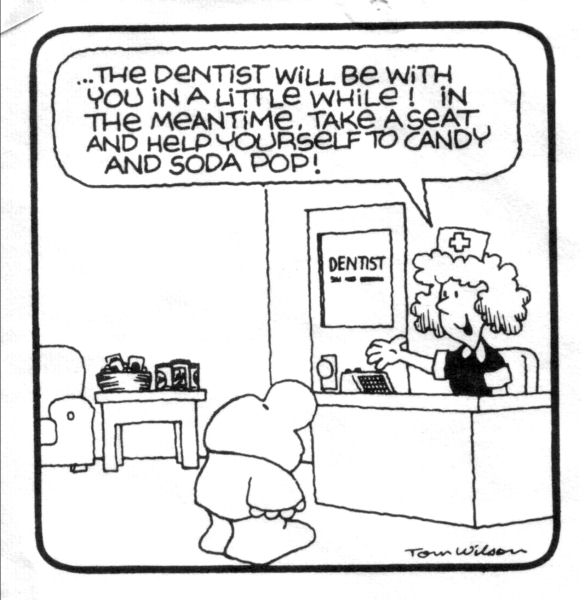 ...THE DENTIST WILL BE WITH
YOU IN A LITTLE WHILE! IN
THE MEANTIME, TAKE A SEAT
AND HELP YOURSELF TO CANDY
AND SODA POP!
DENTIST
Tom Wilson